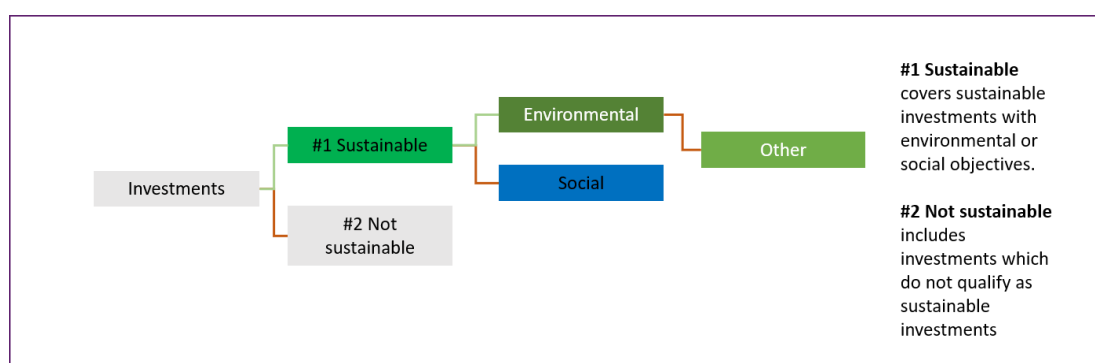 Investments
#1 Sustainable
#2 Not
sustainable
Environmental
Social
Other
#1 Sustainable
covers sustainable
investments with
environmental or
social objectives.
#2 Not sustainable
includes
investments which
do not qualify as
sustainable
investments